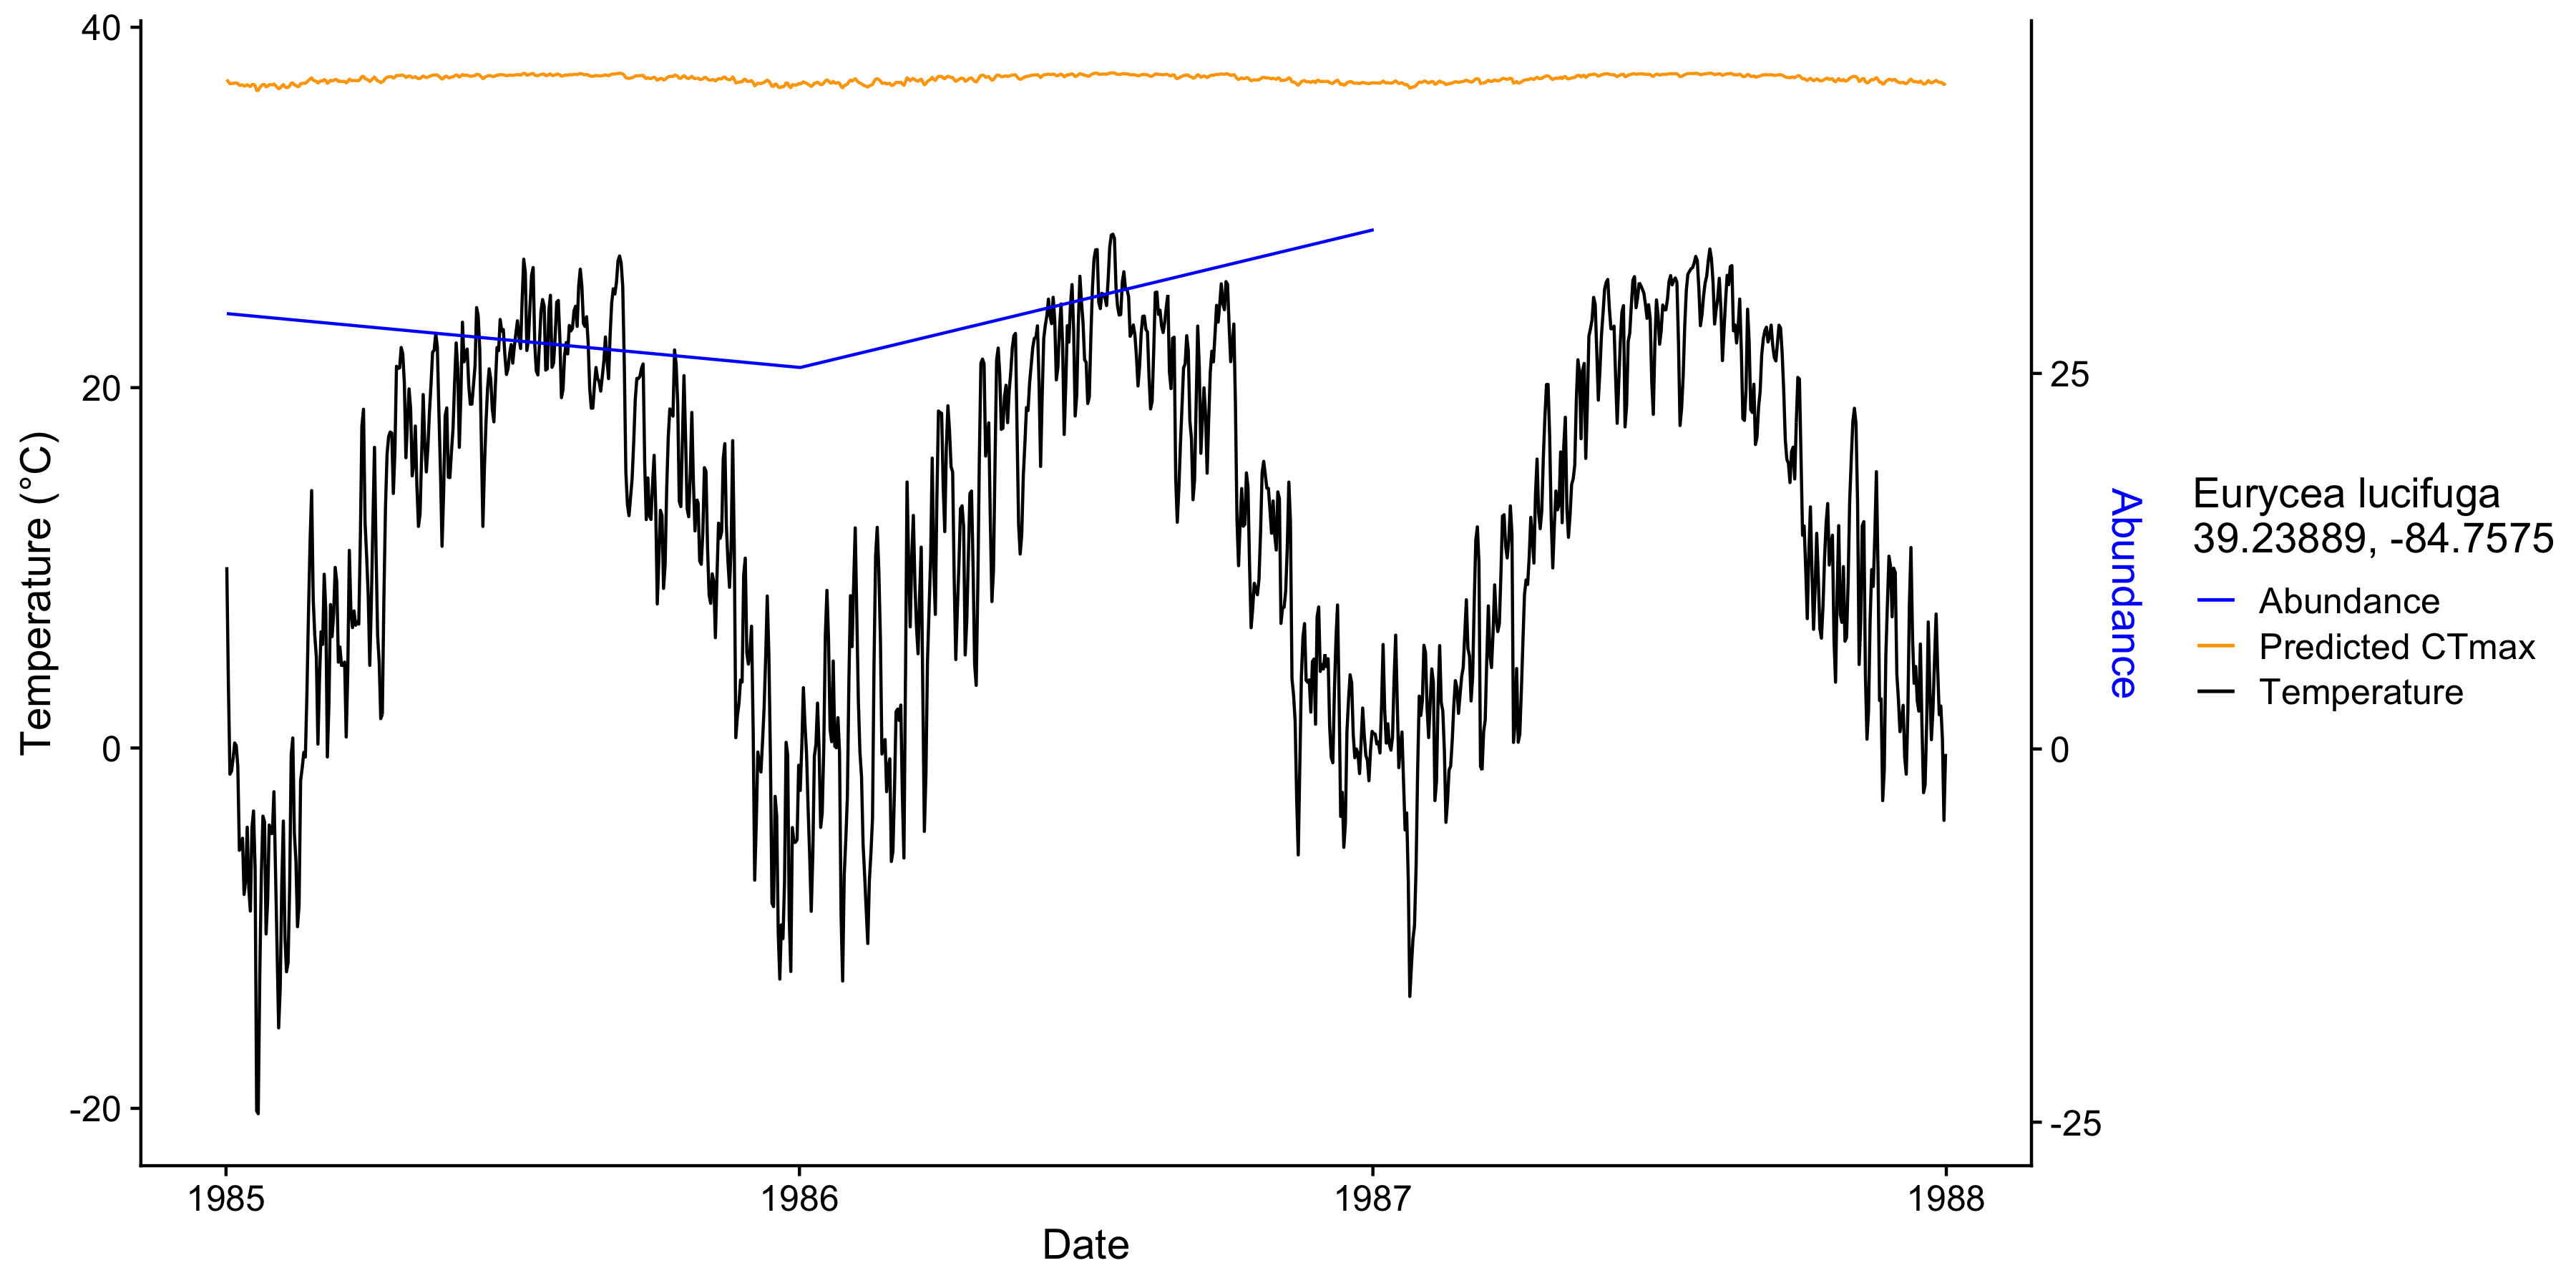 40
20
0
-20
Temperature (°C)
1985
1986
1987
1988
Date
25
0
-25
Abundance
Eurycea lucifuga
39.23889, -84.7575
Abundance
Predicted CTmax
Temperature